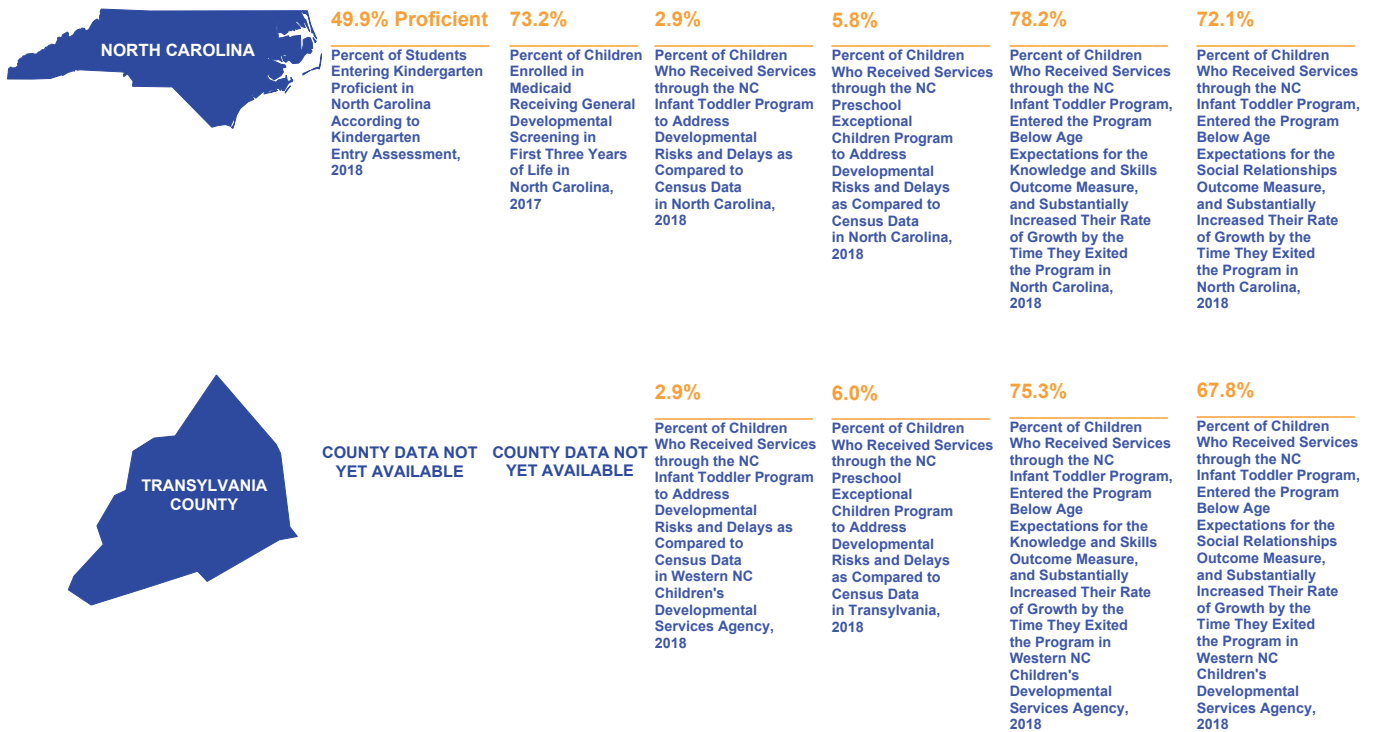 NORTH CAROLINA
49.9% Proficient
Percent of Students
Entering Kindergarten
Proficient in
North Carolina
According to
Kindergarten
Entry Assessment,
2018
73.2%
Percent of Children
Enrolled in
Medicaid
Receiving General
Developmental
Screening in
First Three Years
of Life in
North Carolina,
2017
2.9%
Percent of Children
Who Received Services
through the NC
Infant Toddler Program
to Address
Developmental
Risks and Delays as
Compared to
Census Data
in North Carolina,
2018
5.8%
Percent of Children
Who Received Services
through the NC
Preschool
Exceptional
Children Program
to Address
Developmental
Risks and Delays
as Compared to
Census Data
in North Carolina,
2018
78.2%
Percent of Children
Who Received Services
through the NC
Infant Toddler Program,
Entered the Program
Below Age
Expectations for the
Knowledge and Skills
Outcome Measure,
and Substantially
Increased Their Rate
of Growth by the
Time They Exited
the Program in
North Carolina,
2018
72.1%
Percent of Children
Who Received Services
through the NC
Infant Toddler Program,
Entered the Program
Below Age
Expectations for the
Social Relationships
Outcome Measure,
and Substantially
Increased Their Rate
of Growth by the
Time They Exited
the Program in
North Carolina,
2018
TRANSYLVANIA
COUNTY
COUNTY DATA NOT
YET AVAILABLE
COUNTY DATA NOT
YET AVAILABLE
2.9%
Percent of Children
Who Received Services
through the NC
Infant Toddler Program
to Address
Developmental
Risks and Delays as
Compared to
Census Data
in Western NC
Children's
Developmental
Services Agency,
2018
6.0%
Percent of Children
Who Received Services
through the NC
Preschool
Exceptional
Children Program
to Address
Developmental
Risks and Delays
as Compared to
Census Data
in Transylvania,
2018
75.3%
Percent of Children
Who Received Services
through the NC
Infant Toddler Program,
Entered the Program
Below Age
Expectations for the
Knowledge and Skills
Outcome Measure,
and Substantially
Increased Their Rate
of Growth by the
Time They Exited
the Program in
Western NC
Children's
Developmental
Services Agency,
2018
67.8%
Percent of Children
Who Received Services
through the NC
Infant Toddler Program,
Entered the Program
Below Age
Expectations for the
Social Relationships
Outcome Measure,
and Substantially
Increased Their Rate
of Growth by the
Time They Exited
the Program in
Western NC
Children's
Developmental
Services Agency,
2018